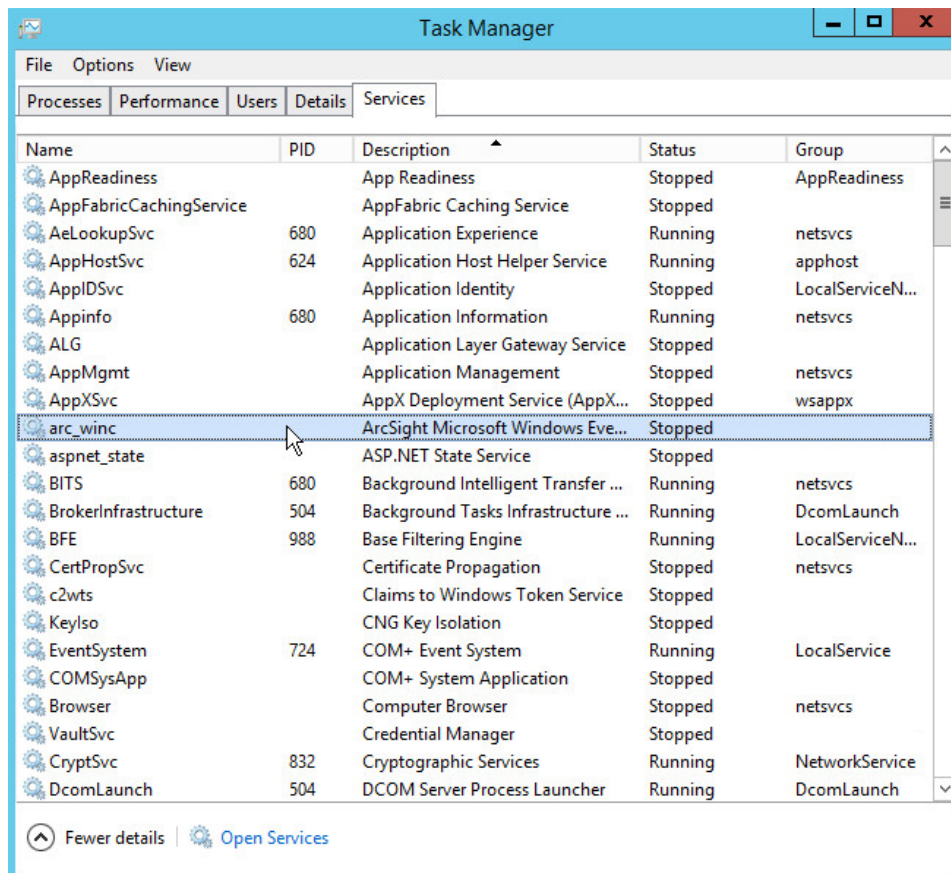 Task Manager
File Options View
Processes Performance Users Details Services
Name PID Description Status Group
AppReadiness App Readiness Stopped AppReadiness
AppFabricCachingService AppFabric Caching Service Stopped
AeLookupSvc 680 Application Experience Running netsvcs
AppHostSvc 624 Application Host Helper Service Running apphost
AppIDSvc Application Identity Stopped LocalServiceN...
Appinfo 680 Application Information Running netsvcs
ALG Application Layer Gateway Service Stopped
AppMgmt Application Management Stopped netsvcs
AppXSvc AppX Deployment Service (AppX... Stopped wsappx
arc_winc ArcSight Microsoft Windows Eve... Stopped
aspnet_state ASP.NET State Service Stopped
BITS 680 Background Intelligent Transfer ... Running netsvcs
BrokerInfrastructure 504 Background Tasks Infrastructure ... Running DcomLaunch
BFE 988 Base Filtering Engine Running LocalServiceN...
CertPropSvc Certificate Propagation Stopped netsvcs
c2wts Claims to Windows Token Service Stopped
KeyIso CNG Key Isolation Stopped
EventSystem 724 COM+ Event System Running LocalService
COMSysApp COM+ System Application Stopped
Browser Computer Browser Stopped netsvcs
VaultSvc Credential Manager Stopped
CryptSvc 832 Cryptographic Services Running NetworkService
DcomLaunch 504 DCOM Server Process Launcher Running DcomLaunch
Fewer details Open Services